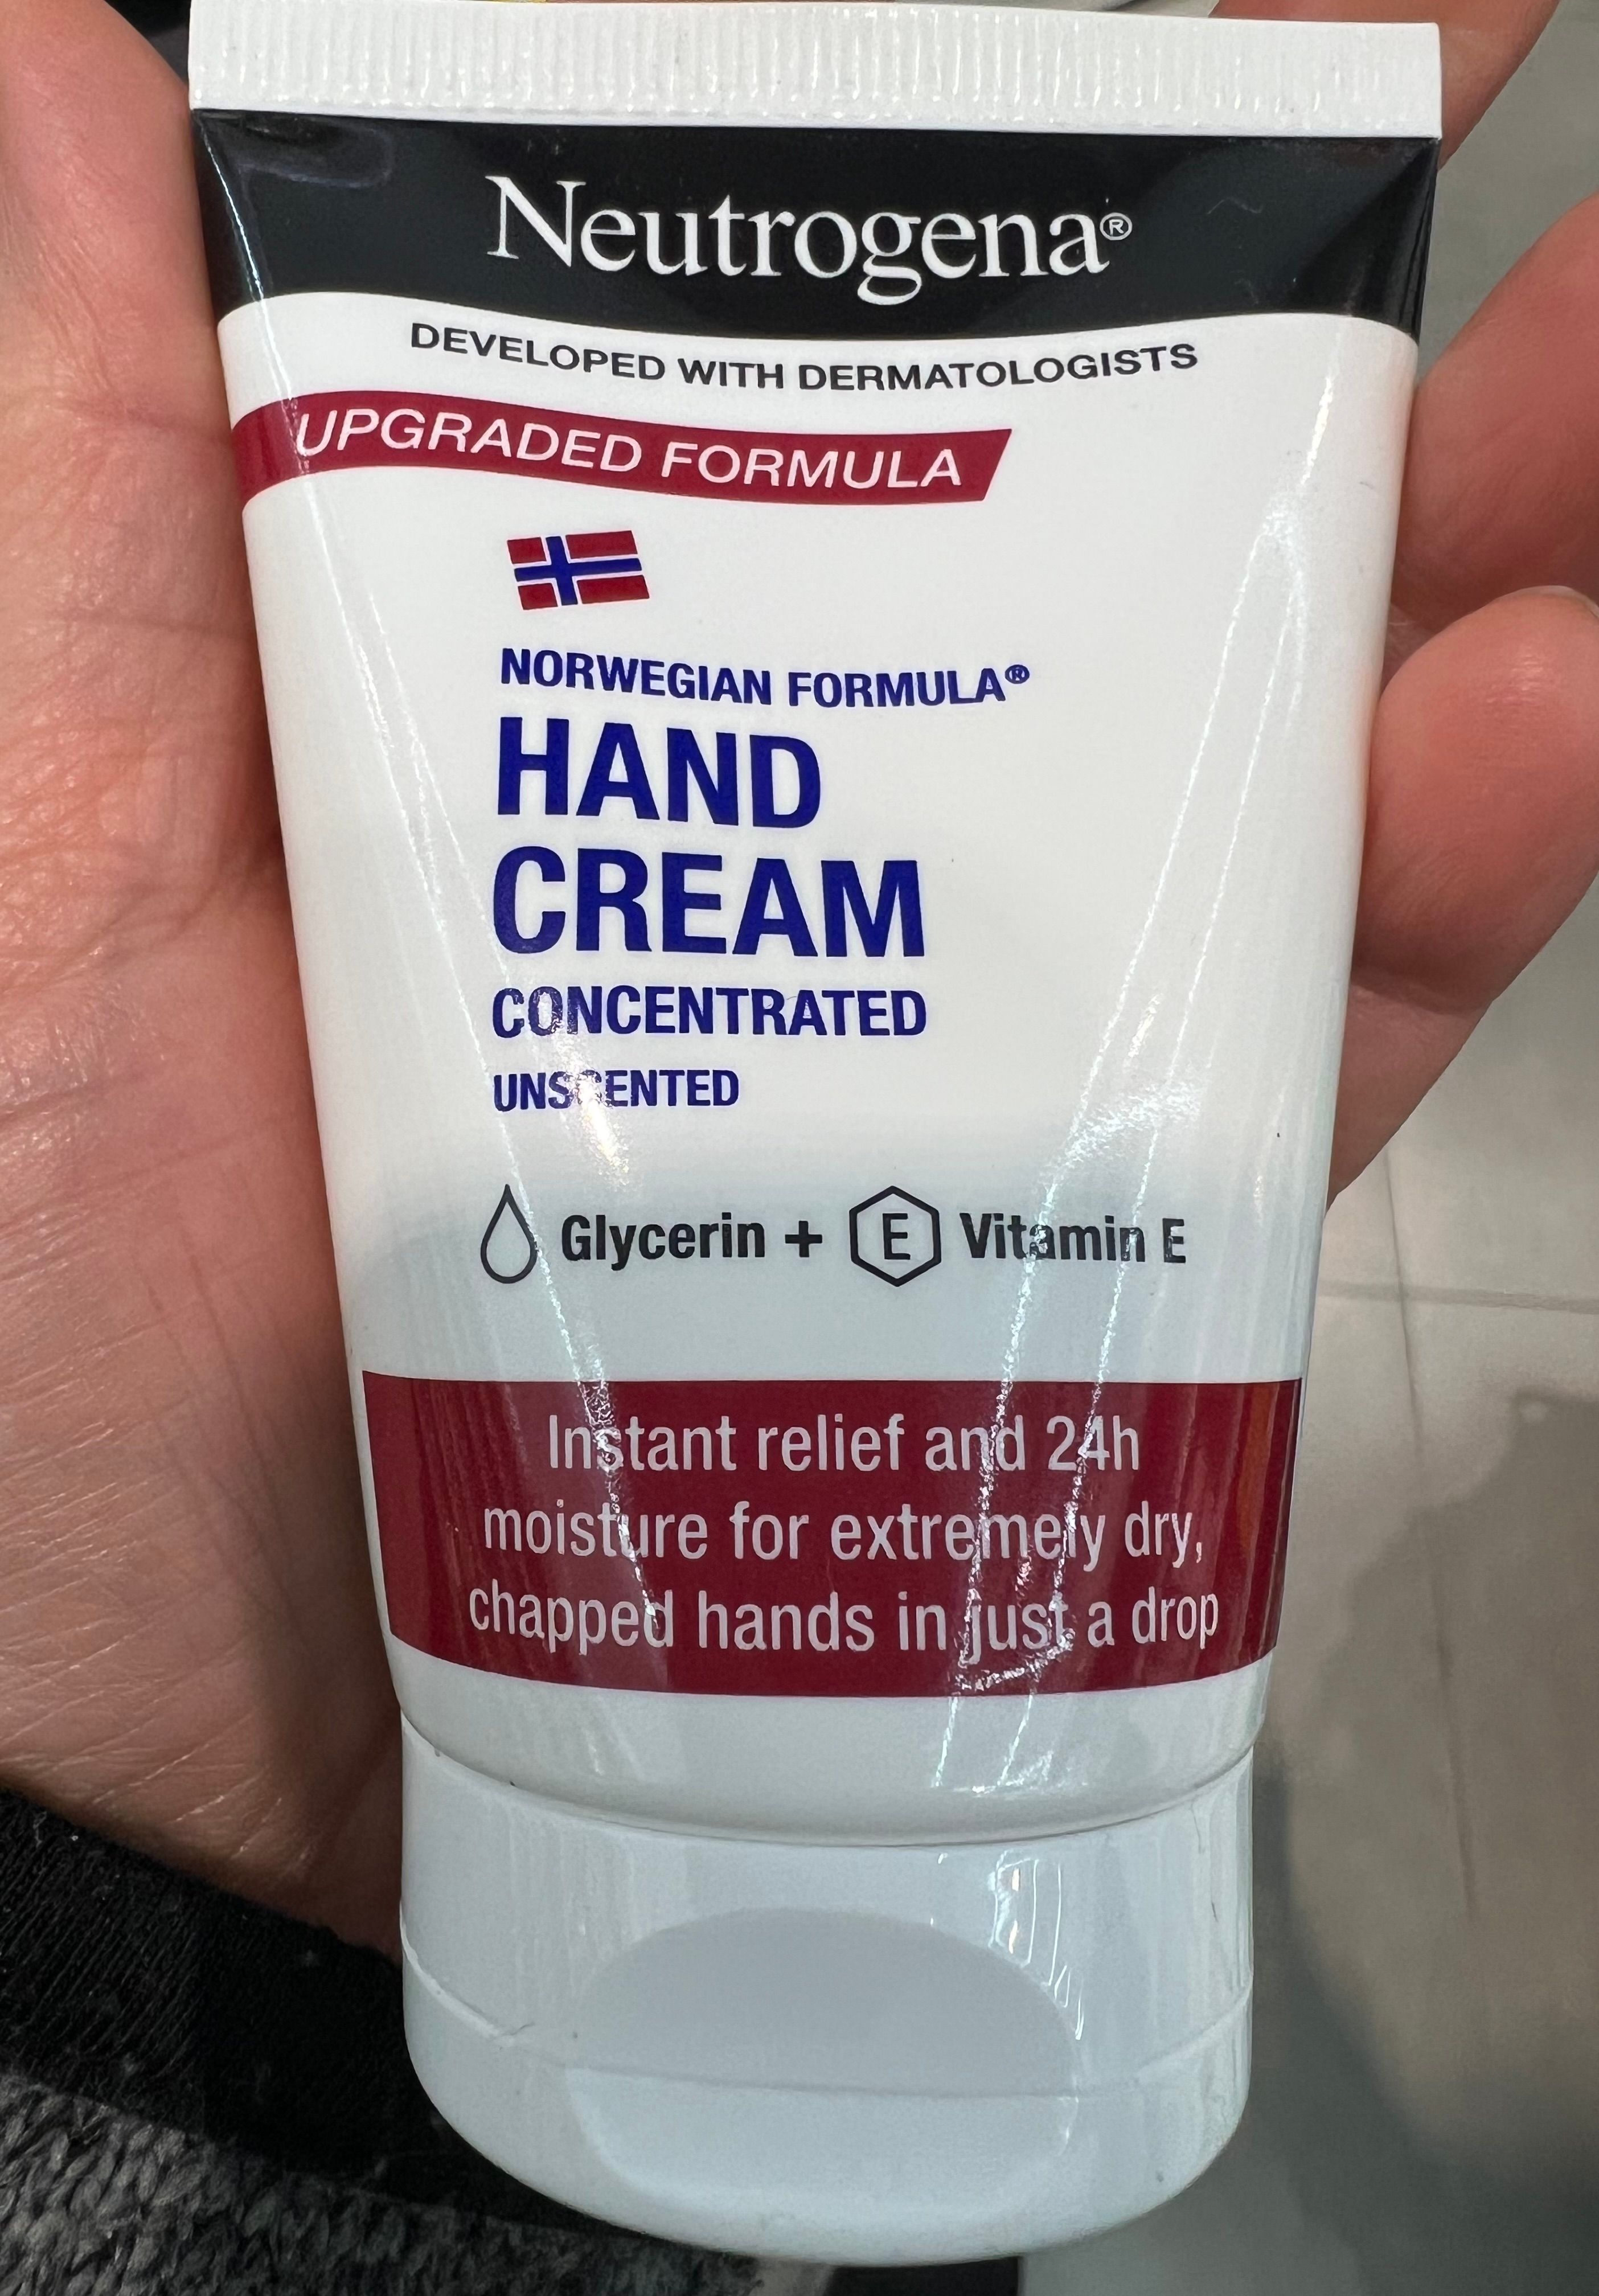 Neutrogena®
DEVELOPED WITH DERMATOLOGISTS
UPGRADED FORMULA
NORWEGIAN FORMULA®
HAND
CREAM
CONCENTRATED
UNSCENTED
Glycerin + E Vitamin E
Instant relief and 24h
moisture for extremely dry,
chapped hands in just a drop